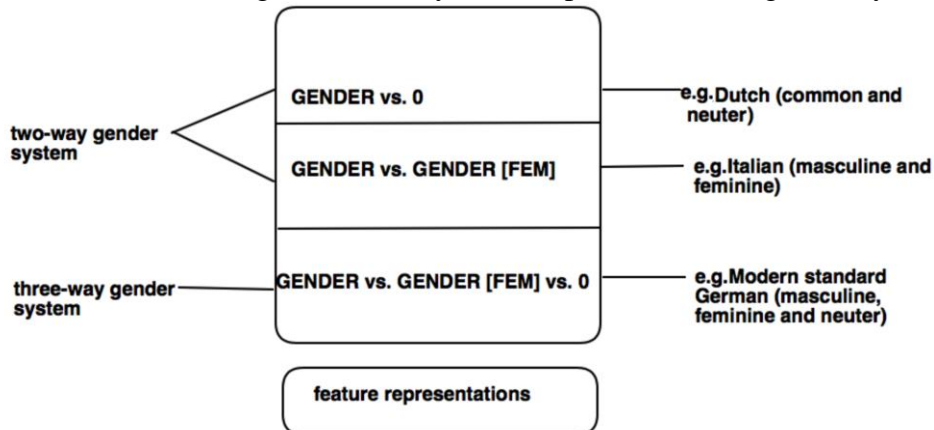 GENDER vs. 0
e.g.Dutch (common and
neuter)
two-way gender
system
GENDER vs. GENDER [FEM]
e.g.Italian (masculine and
feminine)
three-way gender
system
GENDER vs. GENDER [FEM] vs. 0
e.g.Modern standard
German (masculine,
feminine and neuter)
feature representations